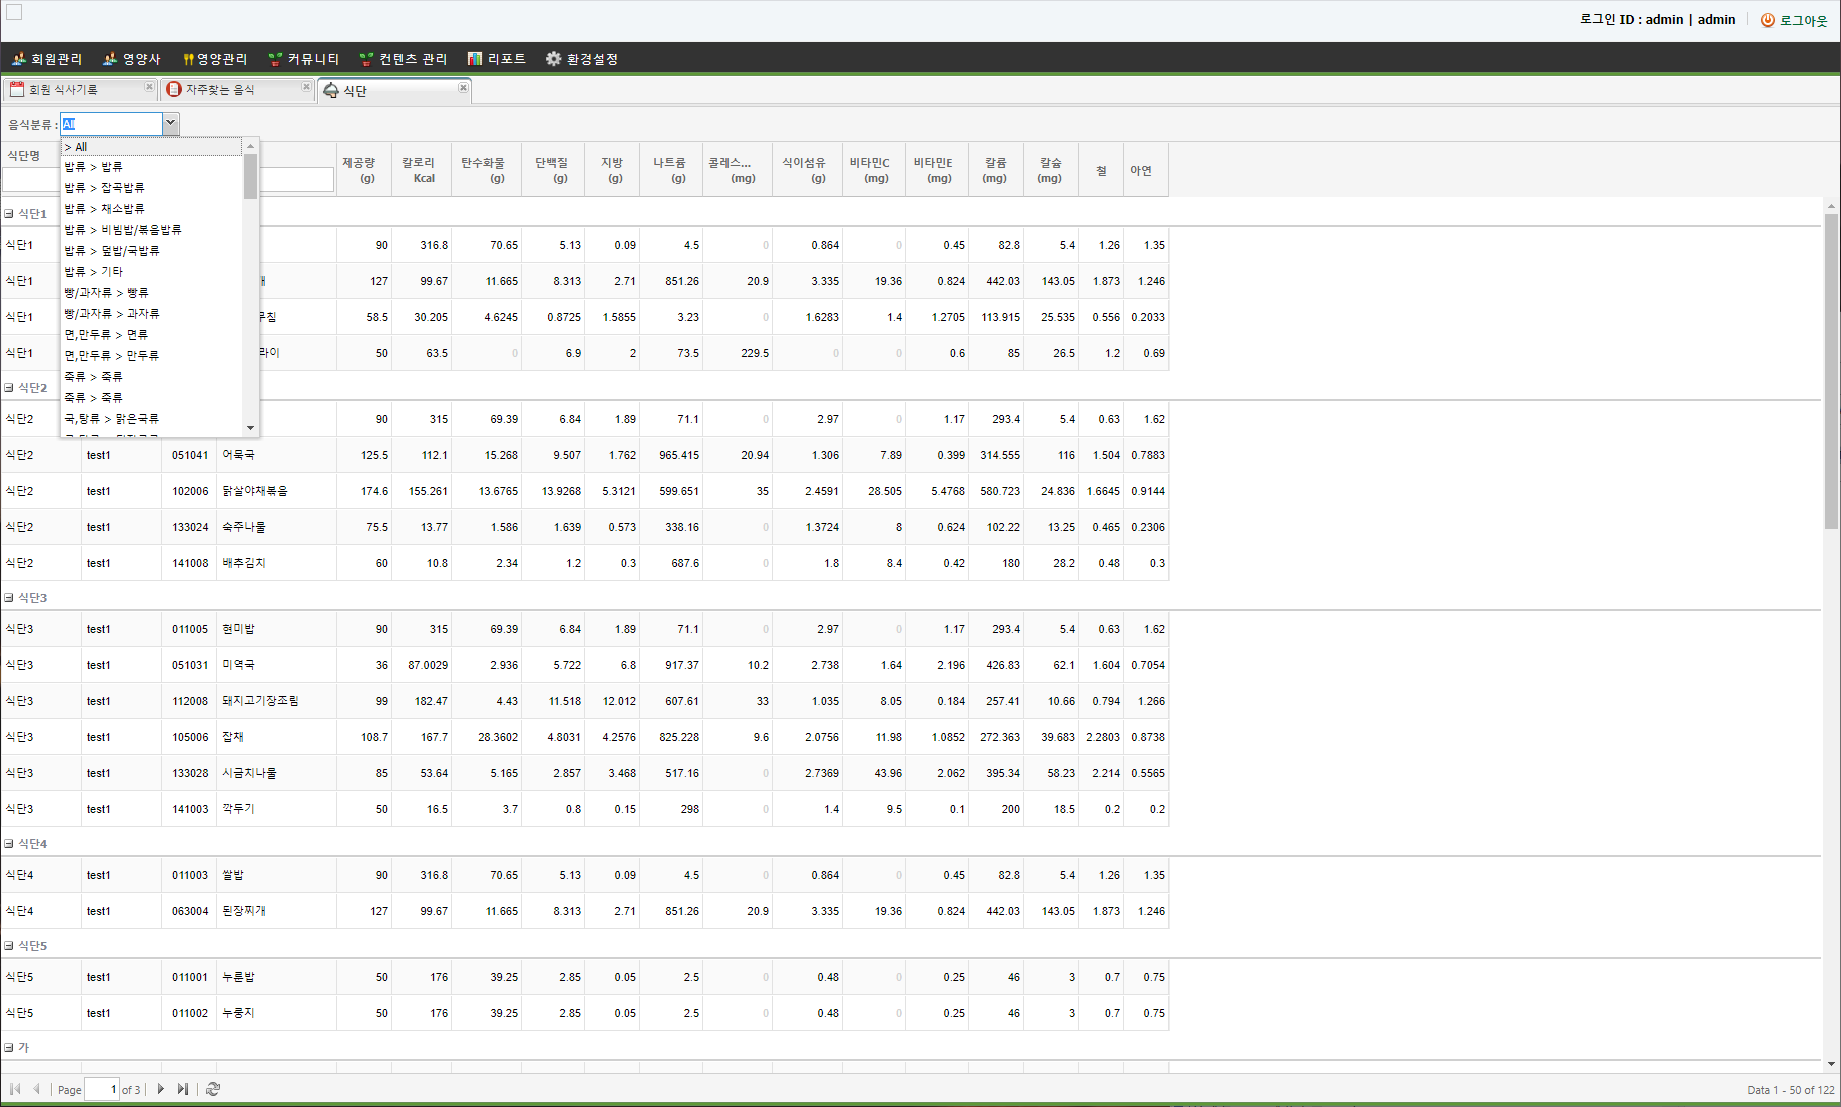 로그인 ID : admin | admin 로그아웃
회원관리 영양사 영양관리 커뮤니티 컨텐츠 관리 리포트 환경설정
회원 식사기록 자주찾는 음식 식단
음식분류 : All
> All
밥류 > 밥류
밥류 > 잡곡밥류
밥류 > 채소밥류
밥류 > 비빔밥/볶음밥류
밥류 > 덮밥/국밥류
밥류 > 기타
빵/과자류 > 빵류
빵/과자류 > 과자류
면,만두류 > 면류
면,만두류 > 만두류
죽류 > 죽류
죽류 > 죽류
국,탕류 > 맑은국류
식단명 제공량 (g) 칼로리 Kcal 탄수화물 (g) 단백질 (g) 지방 (g) 나트륨 (g) 콜레스... (mg) 식이섬유 (g) 비타민C (mg) 비타민E (mg) 칼륨 (mg) 칼슘 (mg) 철 아연
식단1
식단1 90 316.8 70.65 5.13 0.09 4.5 0 0.864 0 0.45 82.8 5.4 1.26 1.35
식단1 개 127 99.67 11.665 8.313 2.71 851.26 20.9 3.335 19.36 0.824 442.03 143.05 1.873 1.246
식단1 무침 58.5 30.205 4.6245 0.8725 1.5855 3.23 0 1.6283 1.4 1.2705 113.915 25.535 0.556 0.2033
식단1 라이 50 63.5 0 6.9 2 73.5 229.5 0 0 0.6 85 26.5 1.2 0.69
식단2
식단2 90 315 69.39 6.84 1.89 71.1 0 2.97 0 1.17 293.4 5.4 0.63 1.62
식단2 test1 051041 어묵국 125.5 112.1 15.268 9.507 1.762 965.415 20.94 1.306 7.89 0.399 314.555 116 1.504 0.7883
식단2 test1 102006 닭살야채볶음 174.6 155.261 13.6765 13.9268 5.3121 599.651 35 2.4591 28.505 5.4768 580.723 24.836 1.6645 0.9144
식단2 test1 133024 숙주나물 75.5 13.77 1.586 1.639 0.573 338.16 0 1.3724 8 0.624 102.22 13.25 0.465 0.2306
식단2 test1 141008 배추김치 60 10.8 2.34 1.2 0.3 687.6 0 1.8 8.4 0.42 180 28.2 0.48 0.3
식단3
식단3 test1 011005 현미밥 90 315 69.39 6.84 1.89 71.1 0 2.97 0 1.17 293.4 5.4 0.63 1.62
식단3 test1 051031 미역국 36 87.0029 2.936 5.722 6.8 917.37 10.2 2.738 1.64 2.196 426.83 62.1 1.604 0.7054
식단3 test1 112008 돼지고기장조림 99 182.47 4.43 11.518 12.012 607.61 33 1.035 8.05 0.184 257.41 10.66 0.794 1.266
식단3 test1 105006 잡채 108.7 167.7 28.3602 4.8031 4.2576 825.228 9.6 2.0756 11.98 1.0852 272.363 39.683 2.2803 0.8738
식단3 test1 133028 시금치나물 85 53.64 5.165 2.857 3.468 517.16 0 2.7369 43.96 2.062 395.34 58.23 2.214 0.5565
식단3 test1 141003 깍두기 50 16.5 3.7 0.8 0.15 298 0 1.4 9.5 0.1 200 18.5 0.2 0.2
식단4
식단4 test1 011003 쌀밥 90 316.8 70.65 5.13 0.09 4.5 0 0.864 0 0.45 82.8 5.4 1.26 1.35
식단4 test1 063004 된장찌개 127 99.67 11.665 8.313 2.71 851.26 20.9 3.335 19.36 0.824 442.03 143.05 1.873 1.246
식단5
식단5 test1 011001 누룬밥 50 176 39.25 2.85 0.05 2.5 0 0.48 0 0.25 46 3 0.7 0.75
식단5 test1 011002 누룽지 50 176 39.25 2.85 0.05 2.5 0 0.48 0 0.25 46 3 0.7 0.75
가
Page 1 of 3 Data 1 - 50 of 122